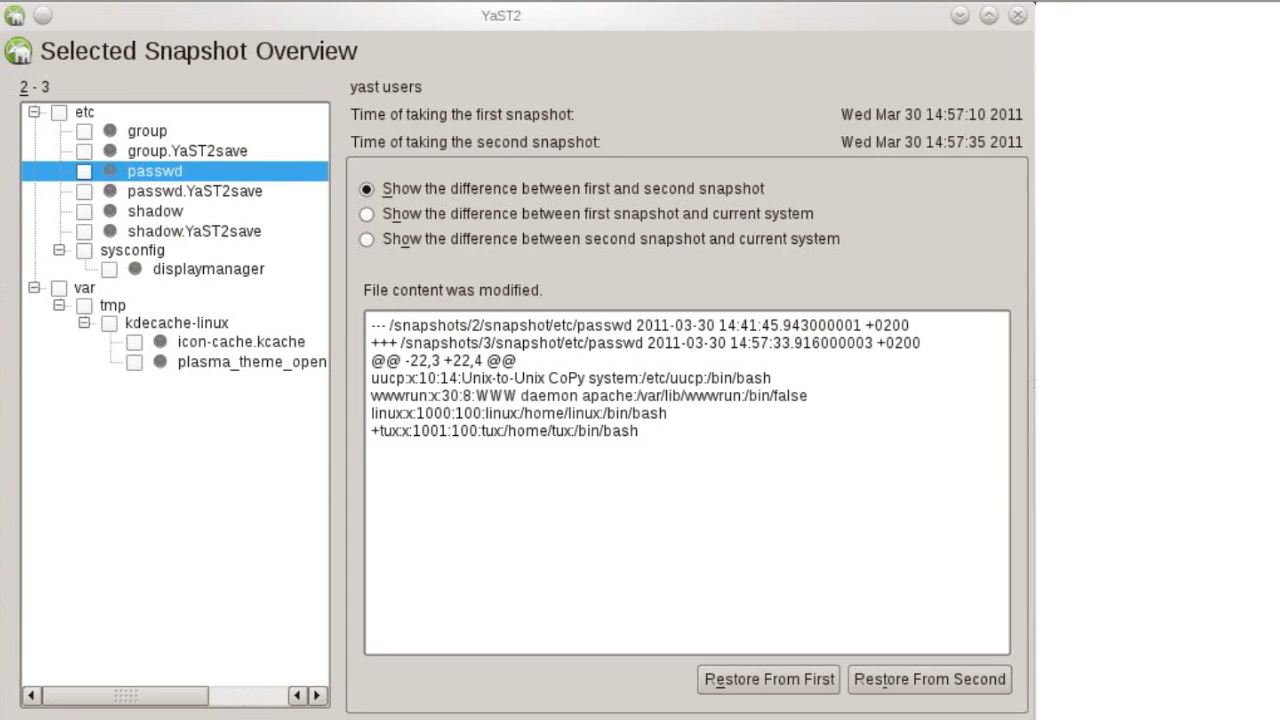 YaST2
Selected Snapshot Overview
2 - 3
etc
group
group.YaST2save
passwd
passwd.YaST2save
shadow
shadow.YaST2save
sysconfig
displaymanager
var
tmp
kdecache-linux
icon-cache.kcache
plasma_theme_open
yast users
Time of taking the first snapshot: Wed Mar 30 14:57:10 2011
Time of taking the second snapshot: Wed Mar 30 14:57:35 2011
Show the difference between first and second snapshot
Show the difference between first snapshot and current system
Show the difference between second snapshot and current system
File content was modified.
--- /snapshots/2/snapshot/etc/passwd 2011-03-30 14:41:45.943000001 +0200
+++ /snapshots/3/snapshot/etc/passwd 2011-03-30 14:57:33.916000003 +0200
@@ -22,3 +22,4 @@
uucp:x:10:14:Unix-to-Unix CoPy system:/etc/uucp:/bin/bash
wwwrun:x:30:8:WWW daemon apache:/var/lib/wwwrun:/bin/false
linux:x:1000:100:linux:/home/linux:/bin/bash
+tux:x:1001:100:tux:/home/tux:/bin/bash
Restore From First Restore From Second